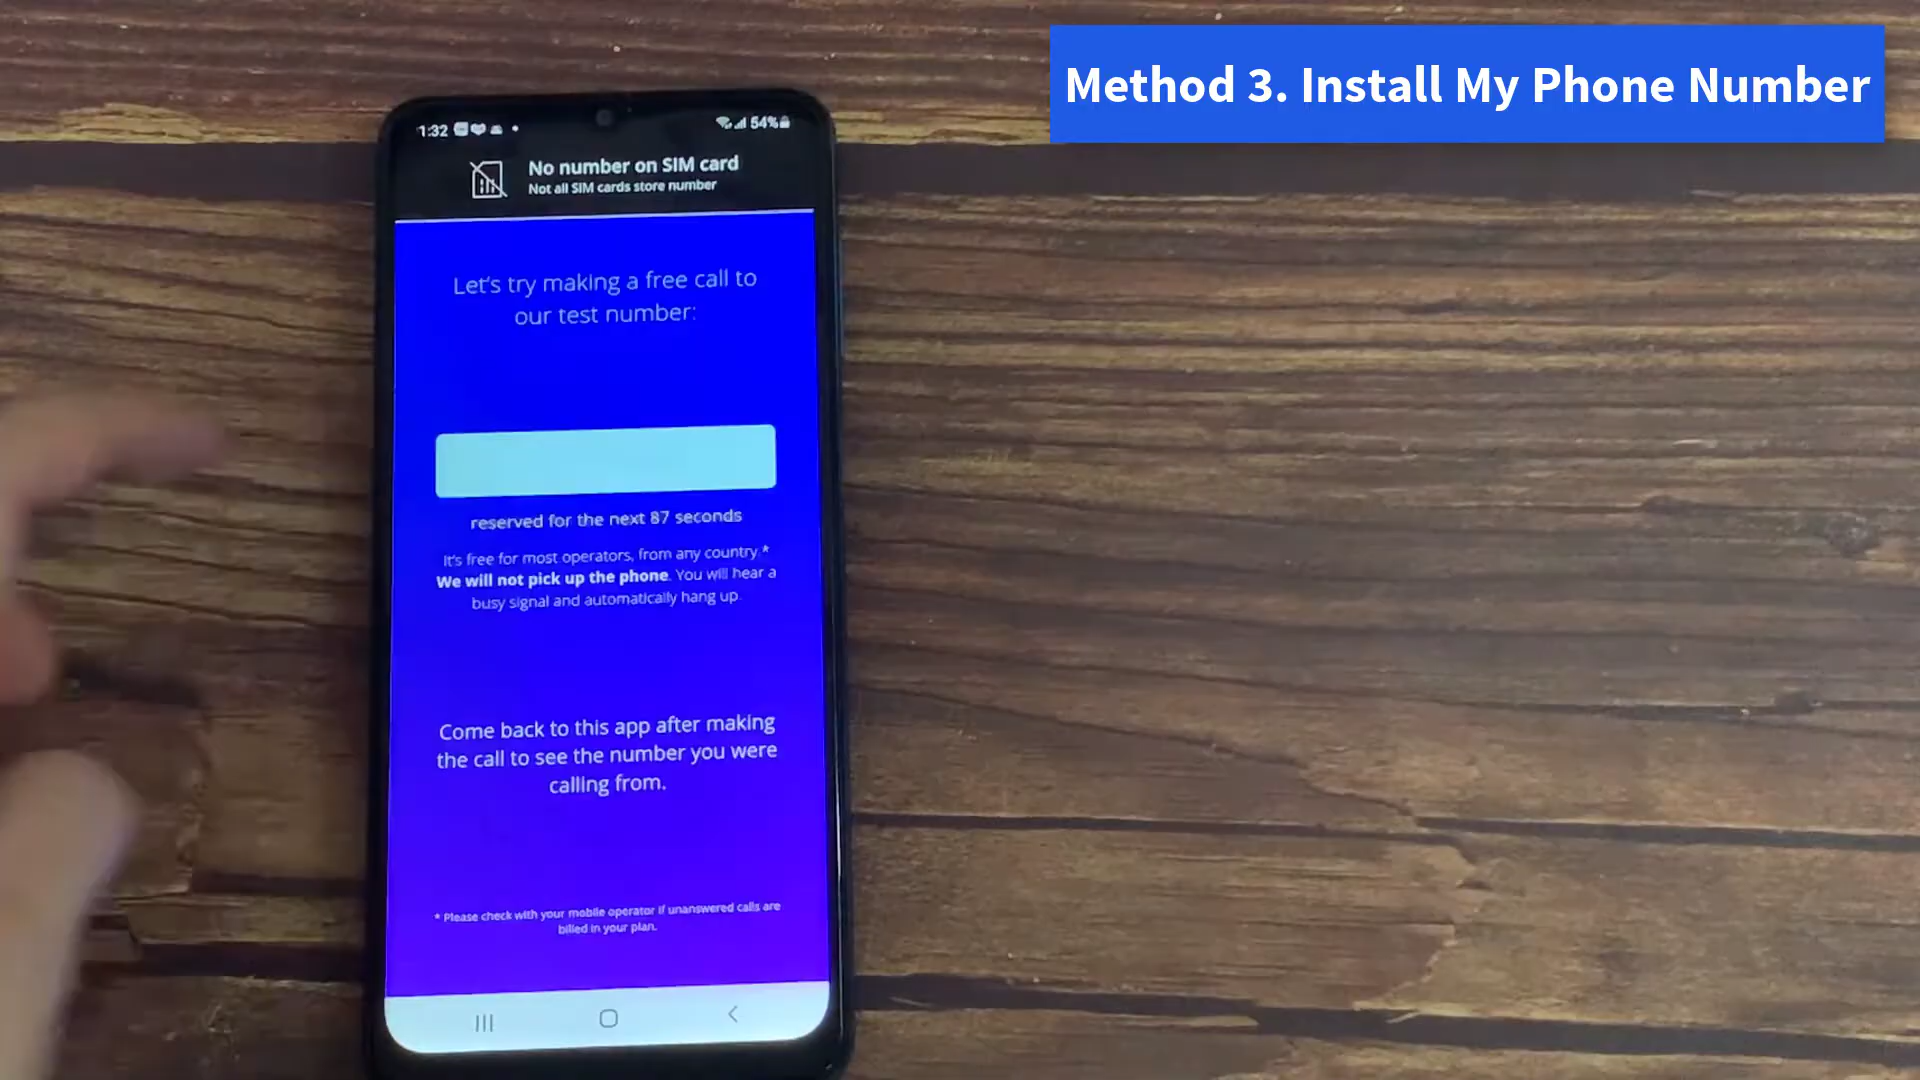 Method 3. Install My Phone Number
1:32
54%
No number on SIM card
Not all SIM cards store number
Let's try making a free call to
our test number:
reserved for the next 87 seconds
It's free for most operators, from any country.*
We will not pick up the phone. You will hear a
busy signal and automatically hang up.
Come back to this app after making
the call to see the number you were
calling from.
* Please check with your mobile operator if unanswered calls are
billed in your plan.